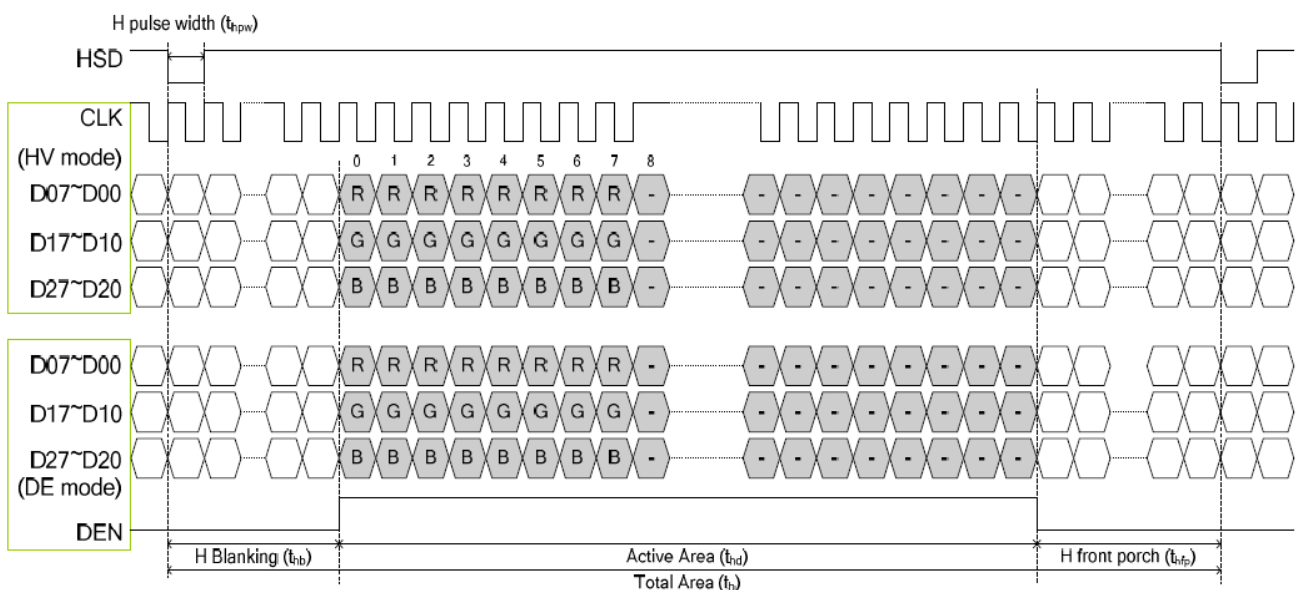 H pulse width (thpw)
HSD
CLK
(HV mode)
0 1 2 3 4 5 6 7 8
D07~D00 R R R R R R R R - - - - - - - - -
D17~D10 G G G G G G G G - - - - - - - - -
D27~D20 B B B B B B B B - - - - - - - - -
D07~D00 R R R R R R R R - - - - - - - - -
D17~D10 G G G G G G G G - - - - - - - - -
D27~D20 B B B B B B B B - - - - - - - - -
(DE mode)
DEN
H Blanking (thb) Active Area (thd) H front porch (thfp)
Total Area (th)